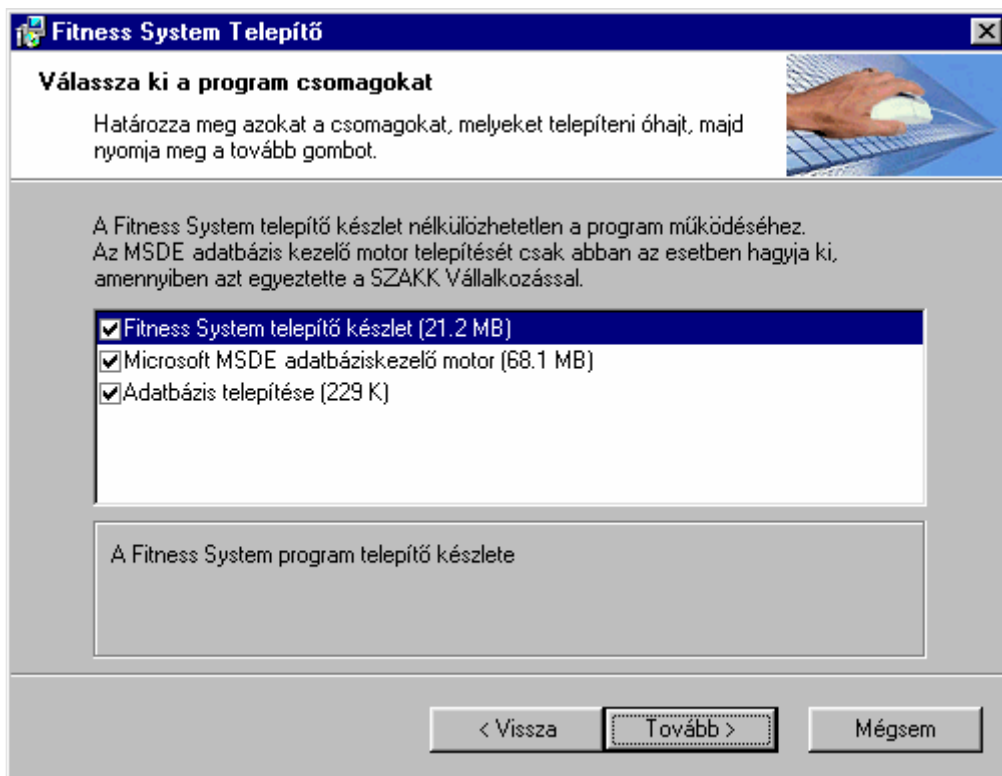 Fitness System Telepítő
Válassza ki a program csomagokat
Határozza meg azokat a csomagokat, melyeket telepíteni óhajt, majd
nyomja meg a tovább gombot.
A Fitness System telepítő készlet nélkülözhetetlen a program működéséhez.
Az MSDE adatbázis kezelő motor telepítését csak abban az esetben hagyja ki,
amennyiben azt egyeztette a SZAKK Vállalkozással.
Fitness System telepítő készlet (21.2 MB)
Microsoft MSDE adatbáziskezelő motor (68.1 MB)
Adatbázis telepítése (229 K)
A Fitness System program telepítő készlete
< Vissza
Tovább >
Mégsem